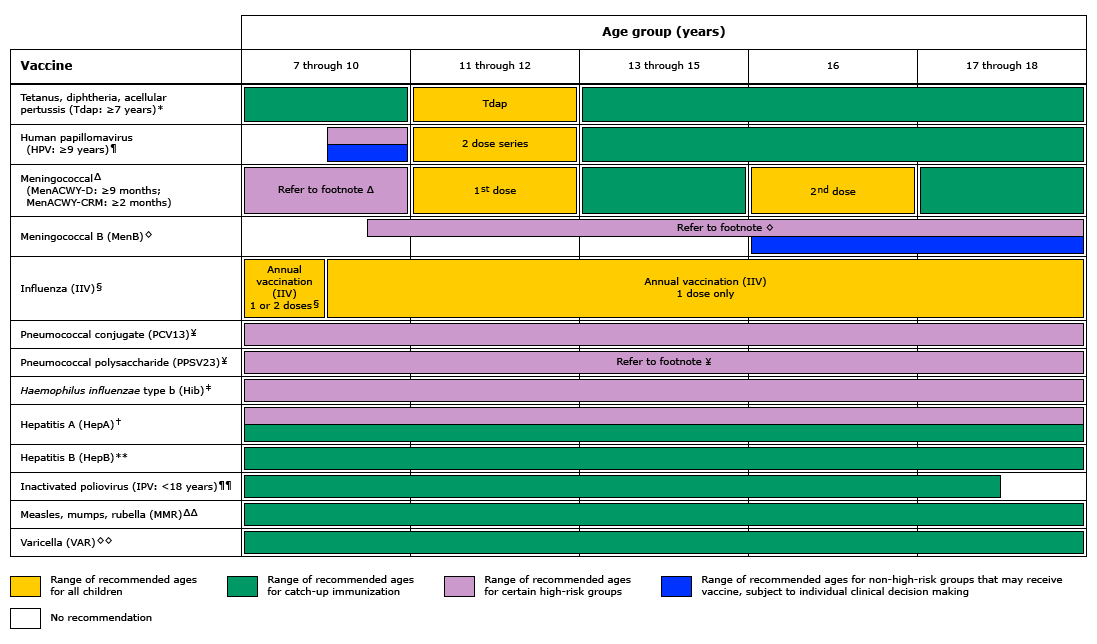 Age group (years)
Vaccine
7 through 10
11 through 12
13 through 15
16
17 through 18
Tetanus, diphtheria, acellular
pertussis (Tdap: ≥7 years)*
Tdap
Human papillomavirus
(HPV: ≥9 years)¶
2 dose series
MeningococcalΔ
(MenACWY-D: ≥9 months;
MenACWY-CRM: ≥2 months)
Refer to footnote Δ
1st dose
2nd dose
Meningococcal B (MenB)◇
Refer to footnote ◇
Influenza (IIV)§
Annual
vaccination
(IIV)
1 or 2 doses§
Annual vaccination (IIV)
1 dose only
Pneumococcal conjugate (PCV13)¥
Pneumococcal polysaccharide (PPSV23)¥
Refer to footnote ¥
Haemophilus influenzae type b (Hib)‡
Hepatitis A (HepA)†
Hepatitis B (HepB)**
Inactivated poliovirus (IPV: <18 years)¶¶
Measles, mumps, rubella (MMR)ΔΔ
Varicella (VAR)◇◇
Range of recommended ages
for all children
Range of recommended ages
for catch-up immunization
Range of recommended ages
for certain high-risk groups
Range of recommended ages for non-high-risk groups that may receive
vaccine, subject to individual clinical decision making
No recommendation